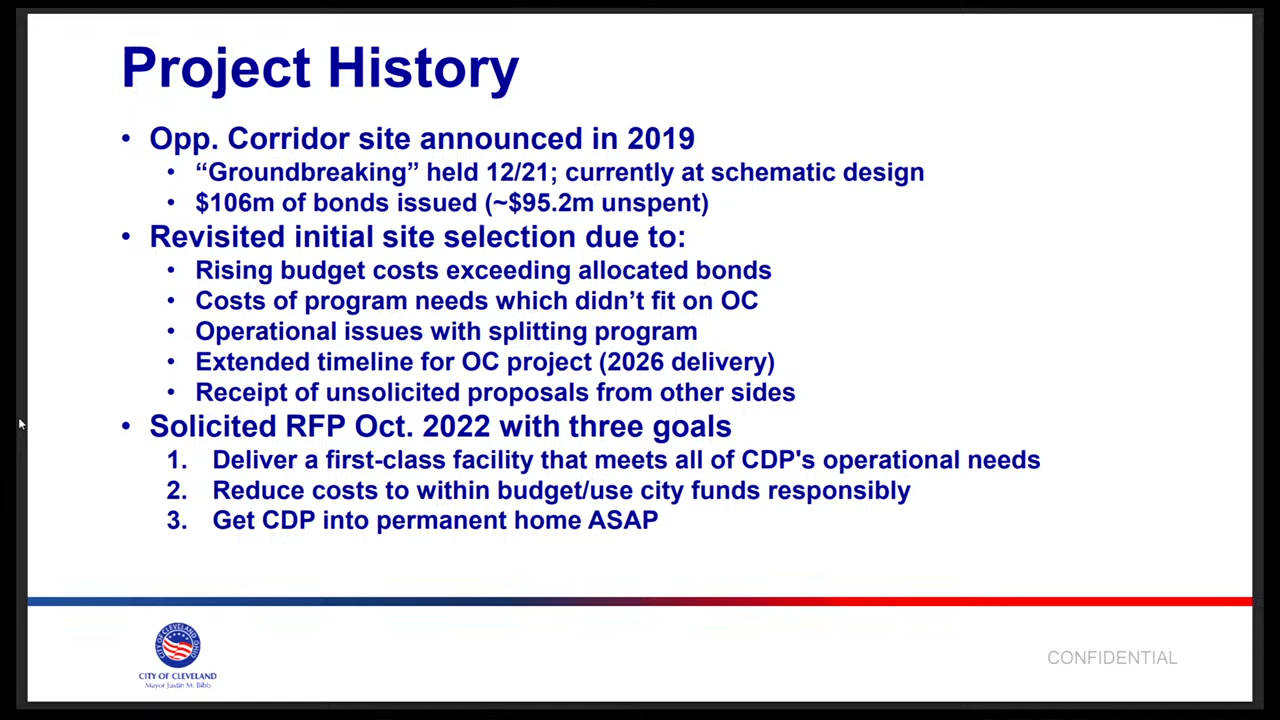 Project History
• Opp. Corridor site announced in 2019
• “Groundbreaking” held 12/21; currently at schematic design
• $106m of bonds issued (~$95.2m unspent)
• Revisited initial site selection due to:
• Rising budget costs exceeding allocated bonds
• Costs of program needs which didn’t fit on OC
• Operational issues with splitting program
• Extended timeline for OC project (2026 delivery)
• Receipt of unsolicited proposals from other sides
• Solicited RFP Oct. 2022 with three goals
1. Deliver a first-class facility that meets all of CDP's operational needs
2. Reduce costs to within budget/use city funds responsibly
3. Get CDP into permanent home ASAP
CITY OF CLEVELAND, OHIO
CITY OF CLEVELAND
Mayor Justin M. Bibb
CONFIDENTIAL